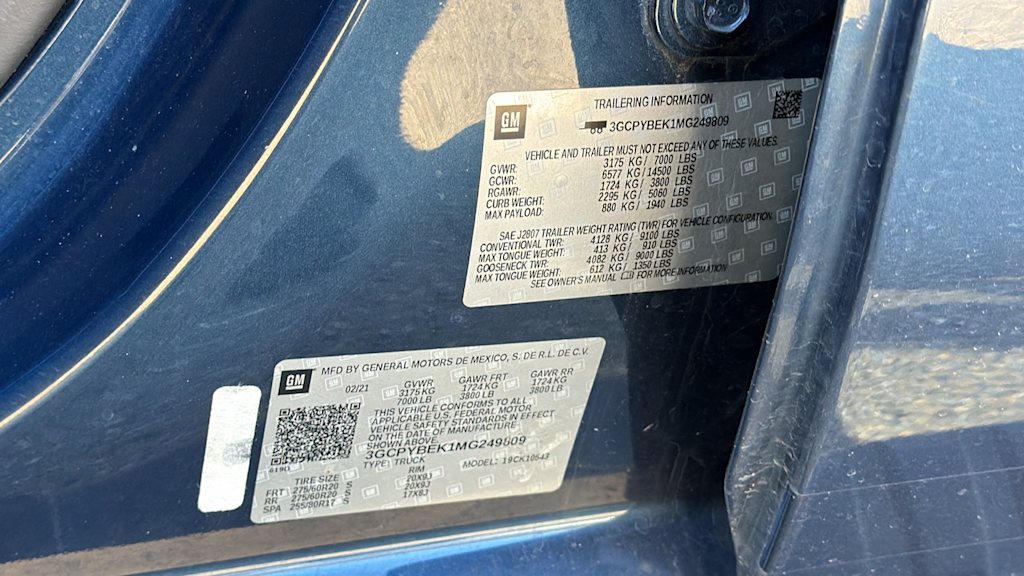 GM
TRAILERING INFORMATION
3GCPYBEK1MG249809
VEHICLE AND TRAILER MUST NOT EXCEED ANY OF THESE VALUES.
GVWR: 3175 KG / 7000 LBS
GCWR: 6577 KG / 14500 LBS
RGAWR: 1724 KG / 3800 LBS
CURB WEIGHT: 2295 KG / 5060 LBS
MAX PAYLOAD: 880 KG / 1940 LBS
SAE J2807 TRAILER WEIGHT RATING (TWR) FOR VEHICLE CONFIGURATION
CONVENTIONAL TWR: 4128 KG / 9100 LBS
MAX TONGUE WEIGHT: 413 KG / 910 LBS
GOOSENECK TWR: 4082 KG / 9000 LBS
MAX TONGUE WEIGHT: 612 KG / 1350 LBS
SEE OWNER'S MANUAL FOR MORE INFORMATION
GM
MFD BY GENERAL MOTORS DE MEXICO, S. DE R.L. DE C.V.
02/21 GVWR GAWR FRT GAWR RR
3175 KG 1724 KG 1724 KG
7000 LB 3800 LB 3800 LB
THIS VEHICLE CONFORMS TO ALL
APPLICABLE U.S. FEDERAL MOTOR
VEHICLE SAFETY STANDARDS IN EFFECT
ON THE DATE OF MANUFACTURE
SHOWN ABOVE.
3GCPYBEK1MG249809
TYPE: TRUCK MODEL: 19CK10543
TIRE SIZE RIM
FRT 275/60R20 S 20X9J
RR 275/60R20 S 20X9J
SPA 255/80R17 S 17X8J